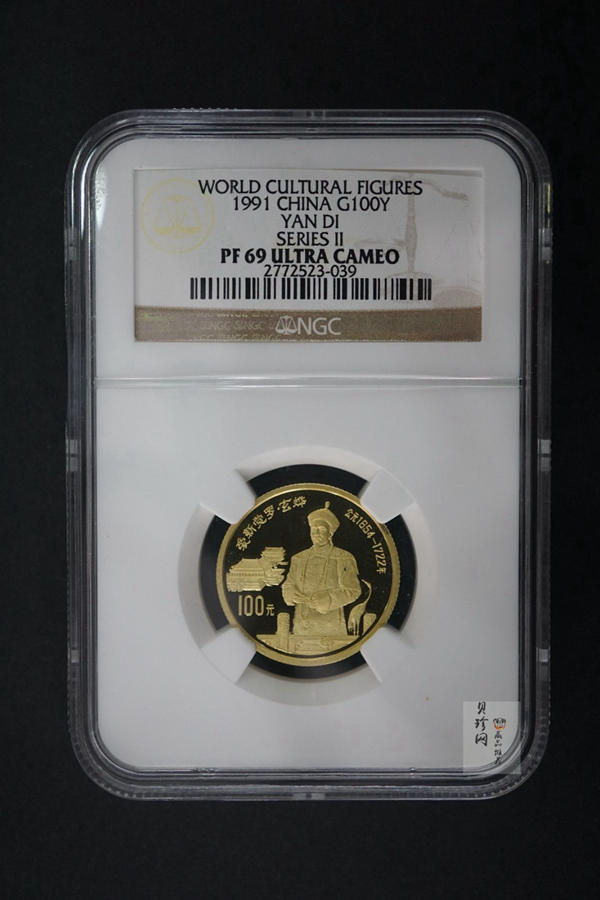 WORLD CULTURAL FIGURES
1991 CHINA G100Y
YAN DI
SERIES II
PF 69 ULTRA CAMEO
2772523-039
NGC
爱新觉罗·玄烨
公元1654—1722年
100元
贝珍网